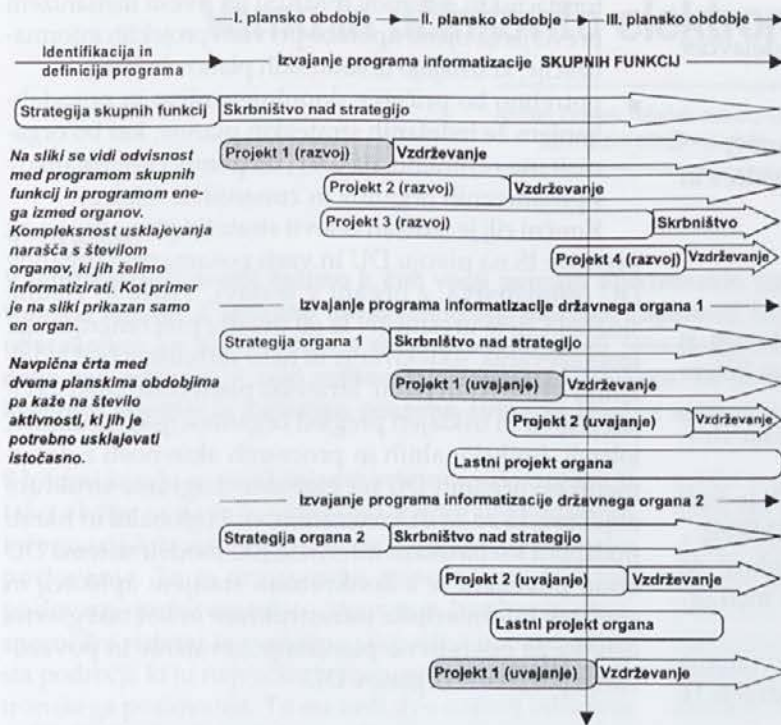 I. plansko obdobje II. plansko obdobje III. plansko obdobje
Identifikacija in
definicija programa
Izvajanje programa informatizacije SKUPNIH FUNKCIJ
Strategija skupnih funkcij Skrbništvo nad strategijo
Na sliki se vidi odvisnost
med programom skupnih
funkcij in programom ene-
ga izmed organov.
Kompleksnost usklajevanja
narašča s številom
organov, ki jih želimo
informatizirati. Kot primer
je na sliki prikazan samo
en organ.
Navpična črta med
dvema planskima obdobjima
pa kaže na število
aktivnosti, ki jih je
potrebno usklajevati
istočasno.
Projekt 1 (razvoj) Vzdrževanje
Projekt 2 (razvoj) Vzdrževanje
Projekt 3 (razvoj) Skrbništvo
Projekt 4 (razvoj) Vzdrževanje
Izvajanje programa informatizacije državnega organa 1
Strategija organa 1 Skrbništvo nad strategijo
Projekt 1 (uvajanje) Vzdrževanje
Projekt 2 (uvajanje) Vzdrževanje
Lastni projekt organa
Izvajanje programa informatizacije državnega organa 2
Strategija organa 2 Skrbništvo nad strategijo
Projekt 2 (uvajanje) Vzdrževanje
Lastni projekt organa
Projekt 1 (uvajanje) Vzdrževanje